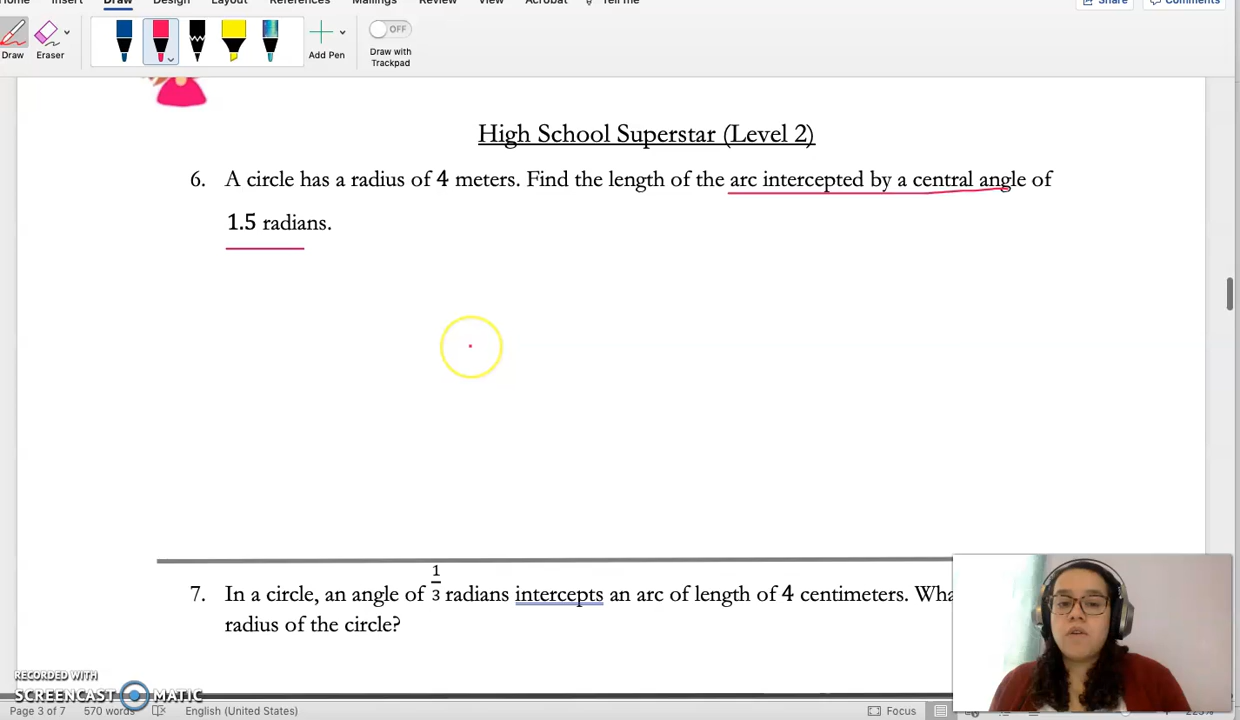 Home Insert Draw Design Layout References Mailings Review View Acrobat Tell me Share Comments
Draw Eraser Add Pen OFF Draw with Trackpad
High School Superstar (Level 2)
6. A circle has a radius of 4 meters. Find the length of the arc intercepted by a central angle of
1.5 radians.
7. In a circle, an angle of 1/3 radians intercepts an arc of length of 4 centimeters.
radius of the circle?
RECORDED WITH
SCREENCAST MATIC
Page 3 of 7 570 words English (United States) Focus